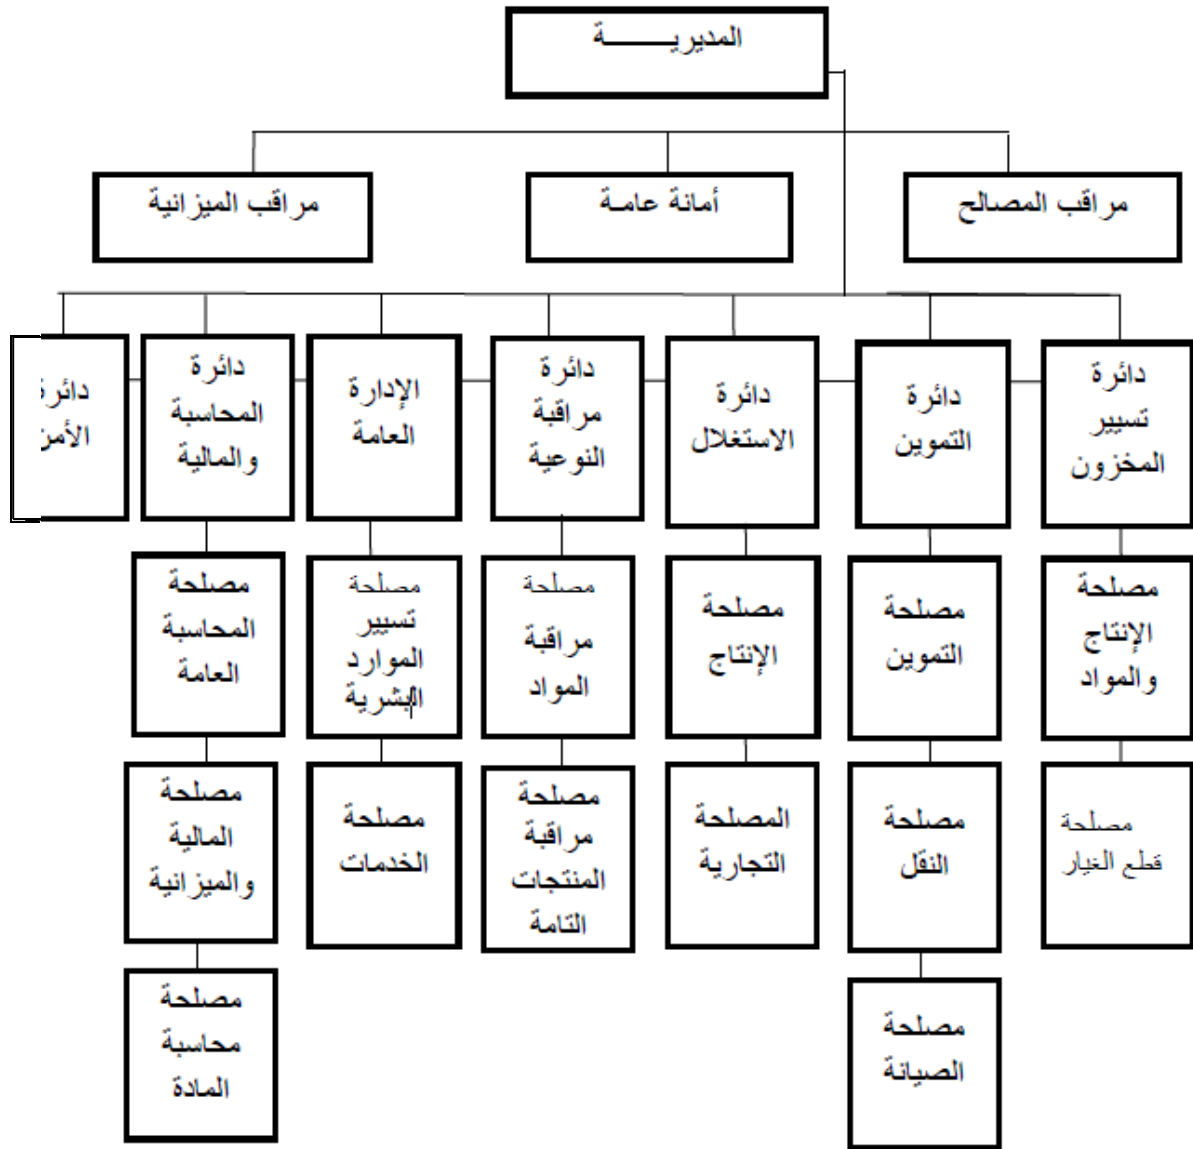 المديريـــــــة
مراقب المصالح
أمانة عامـة
مراقب الميزانية
دائرة
تسيير
المخزون
دائرة
التموين
دائرة
الاستغلال
دائرة
مراقبة
النوعية
الإدارة
العامة
دائرة
المحاسبة
والمالية
دائرة
الأمن
مصلحة
الإنتاج
والمواد
مصلحة
التموين
مصلحة
الإنتاج
مصلحة
مراقبة
المواد
مصلحة
تسيير
الموارد
البشرية
مصلحة
المحاسبة
العامة
مصلحة
قطع الغيار
مصلحة
النقل
المصلحة
التجارية
مصلحة
مراقبة
المنتجات
التامة
مصلحة
الخدمات
مصلحة
المالية
والميزانية
مصلحة
الصيانة
مصلحة
محاسبة
المادة